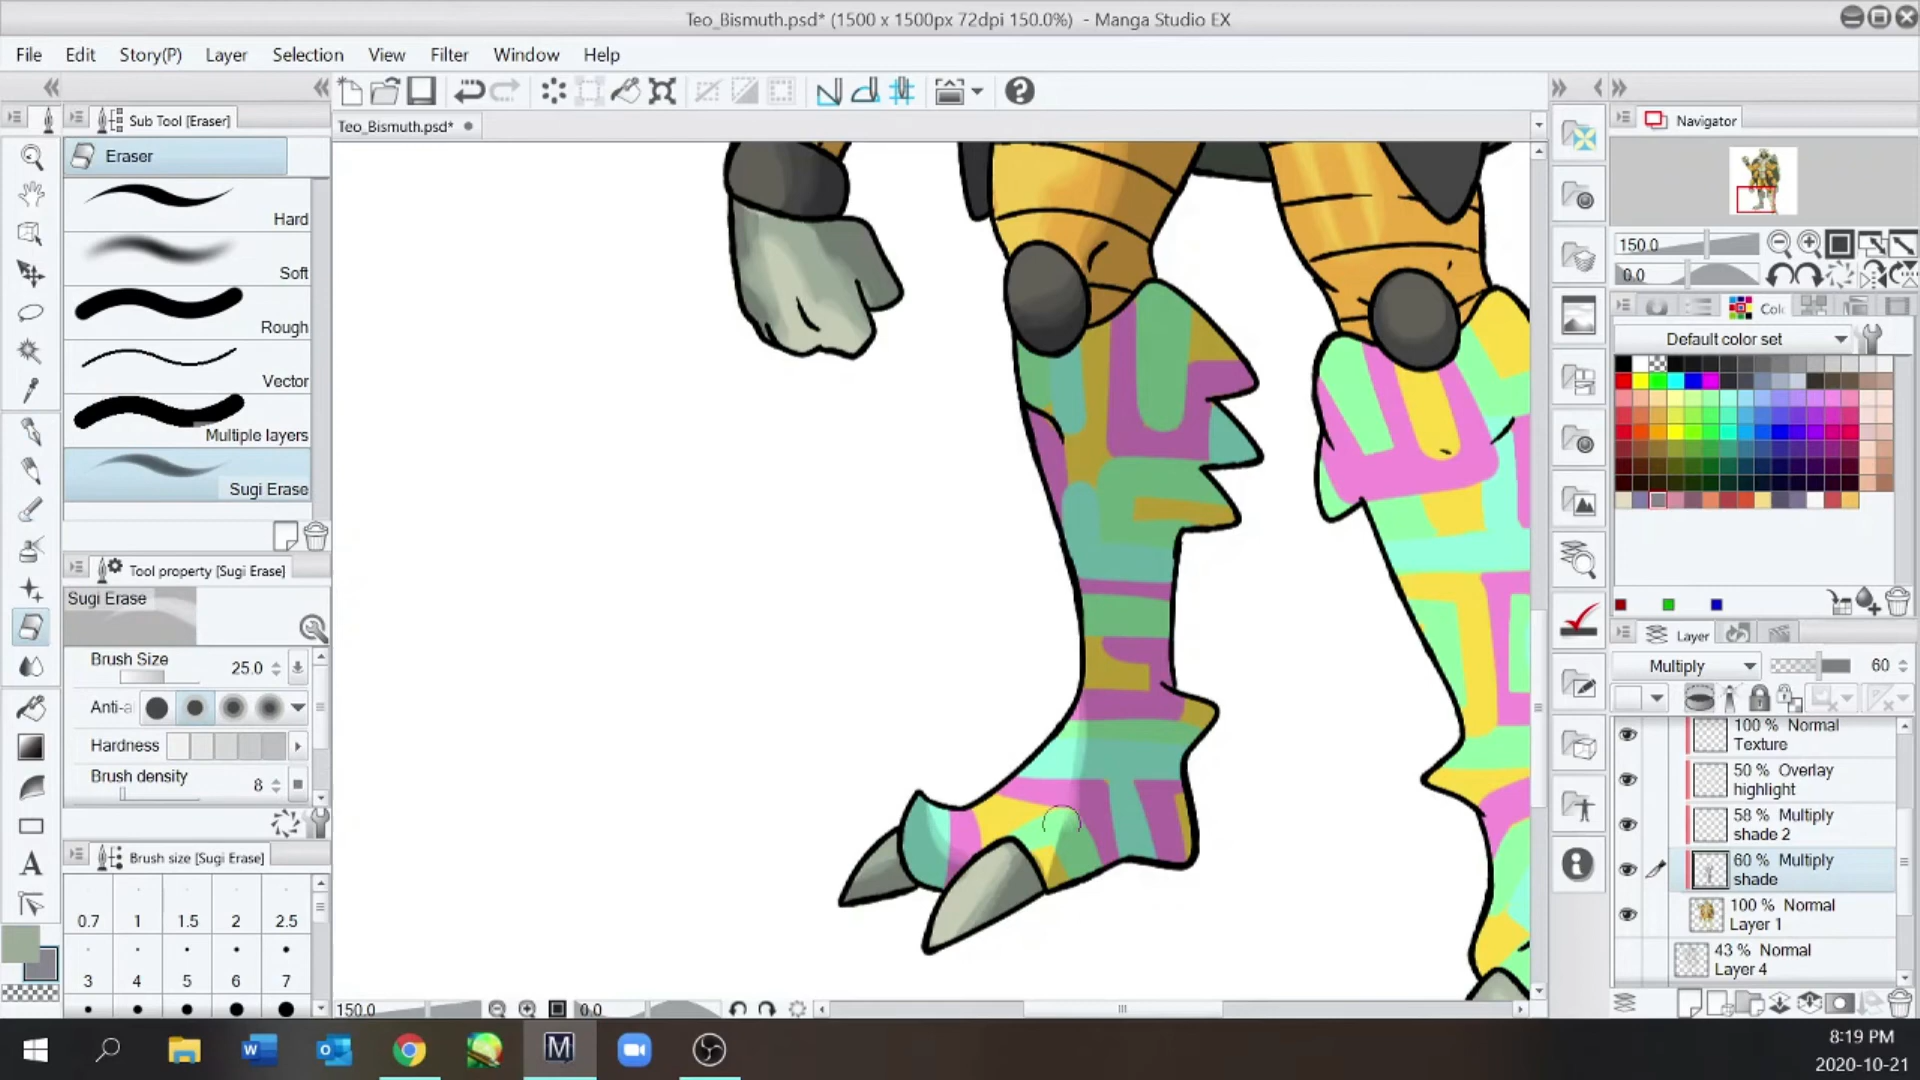 Teo_Bismuth.psd* (1500 x 1500px 72dpi 150.0%) - Manga Studio EX
File Edit Story(P) Layer Selection View Filter Window Help
Sub Tool [Eraser]
Teo_Bismuth.psd*
Navigator
Eraser
Hard
Soft
Rough
Vector
Multiple layers
Sugi Erase
150.0
0.0
Col
Default color set
Tool property [Sugi Erase]
Sugi Erase
Brush Size 25.0
Anti-a
Hardness
Brush density 8
Layer
Multiply 60
100 % Normal
Texture
50 % Overlay
highlight
58 % Multiply
shade 2
60 % Multiply
shade
100 % Normal
Layer 1
43 % Normal
Layer 4
Brush size [Sugi Erase]
0.7 1 1.5 2 2.5
3 4 5 6 7
150.0 0.0
8:19 PM
2020-10-21